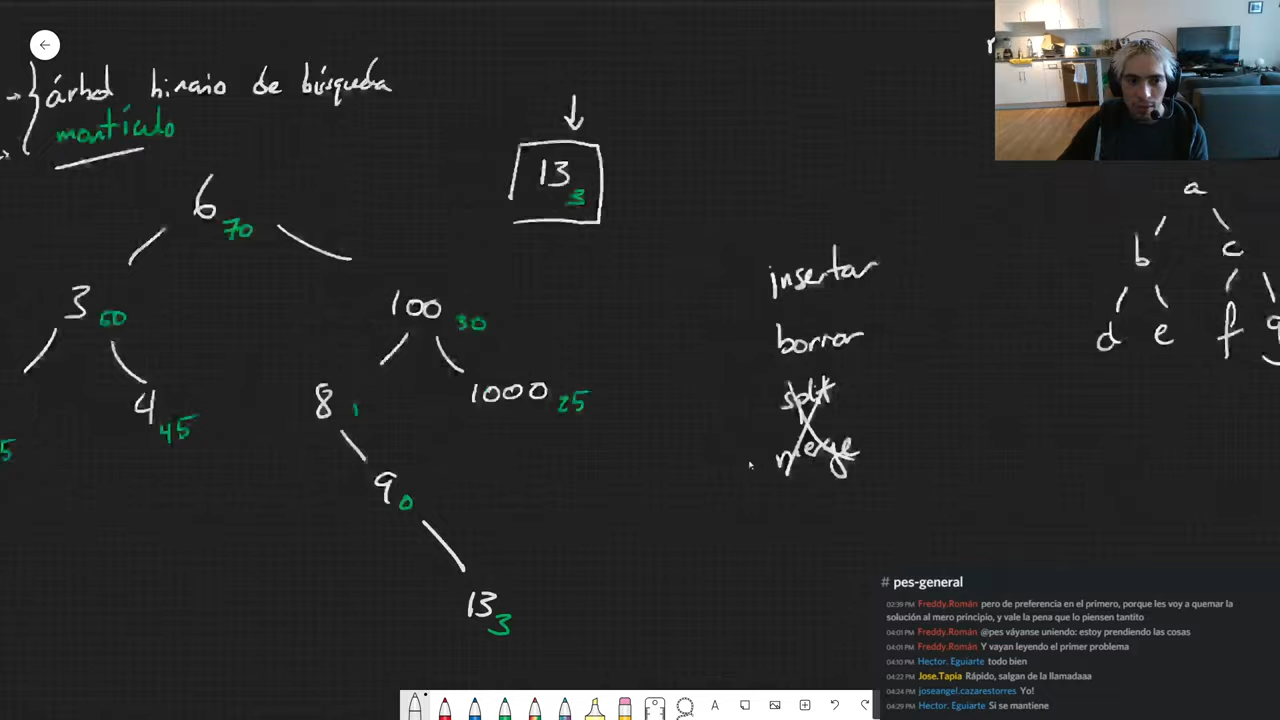 árbol binario de búsqueda
montículo
13
3
6
70
3
60
100
30
4
45
5
8
1
1000
25
9
0
13
3
insertar
borrar
split
merge
a
b c
d e f g
# pes-general
02:39 PM Freddy.Román pero de preferencia en el primero, porque les voy a quemar la
solución al mero principio, y vale la pena que lo piensen tantito
04:01 PM Freddy.Román @pes váyanse uniendo: estoy prendiendo las cosas
04:01 PM Freddy.Román Y vayan leyendo el primer problema
04:10 PM Hector. Eguiarte todo bien
04:22 PM Jose.Tapia Rápido, salgan de la llamadaaa
04:24 PM joseangel.cazarestorres Yo!
04:29 PM Hector. Eguiarte Si se mantiene
A